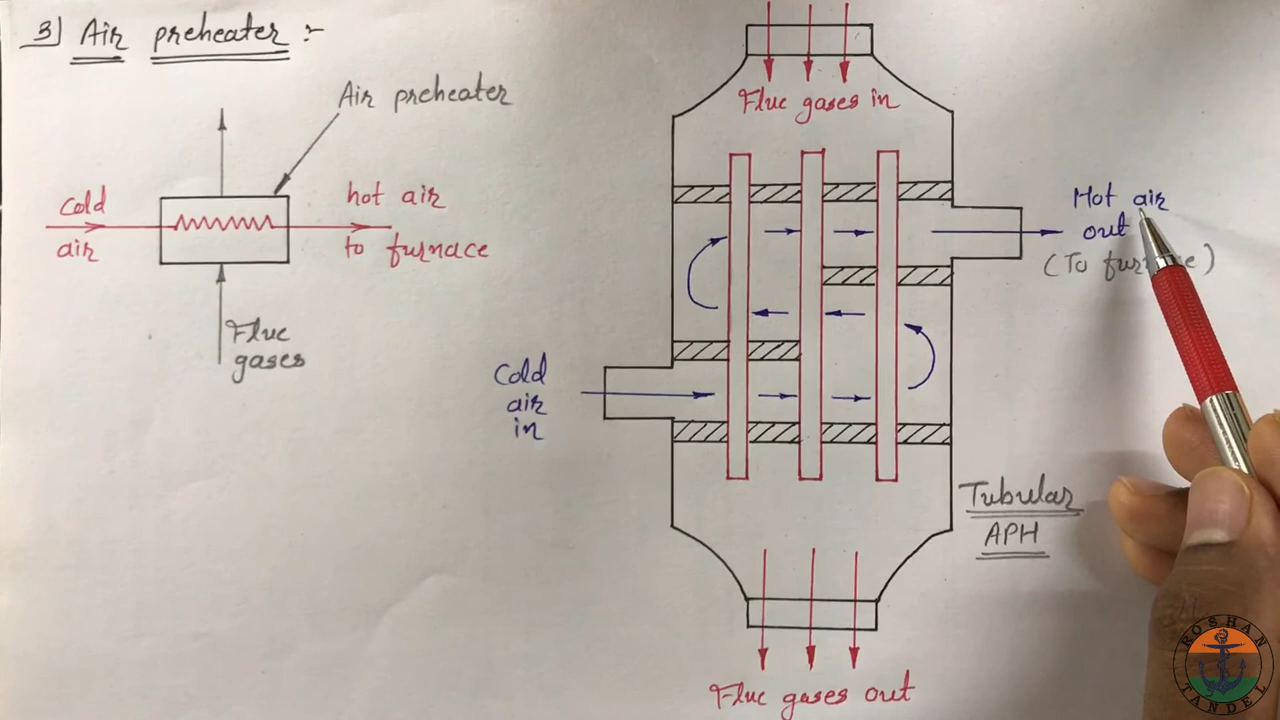 3) Air preheater :-
Air preheater
cold
air
hot air
to furnace
Flue
gases
Flue gases in
Hot air
out
(To furnace)
Cold
air
in
Tubular
APH
Flue gases out
ROSHAN
TANDEL